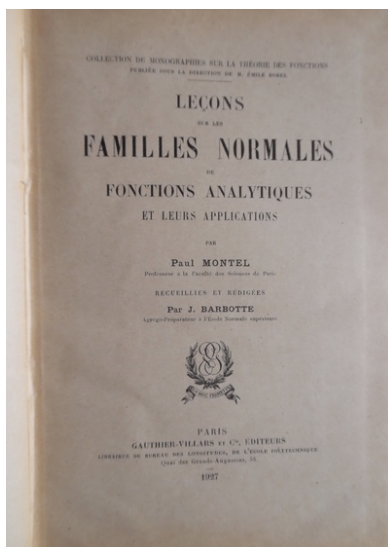 COLLECTION DE MONOGRAPHIES SUR LA THÉORIE DES FONCTIONS
PUBLIÉE SOUS LA DIRECTION DE M. ÉMILE BOREL
LEÇONS
SUR LES
FAMILLES NORMALES
DE
FONCTIONS ANALYTIQUES
ET LEURS APPLICATIONS
PAR
Paul MONTEL
Professeur à la Faculté des Sciences de Paris
RECUEILLIES ET RÉDIGÉES
Par J. BARBOTTE
Agrégé-Préparateur à l'École Normale supérieure
PARIS
GAUTHIER-VILLARS ET Cie, ÉDITEURS
LIBRAIRES DU BUREAU DES LONGITUDES, DE L'ÉCOLE POLYTECHNIQUE
Quai des Grands-Augustins, 55
1927